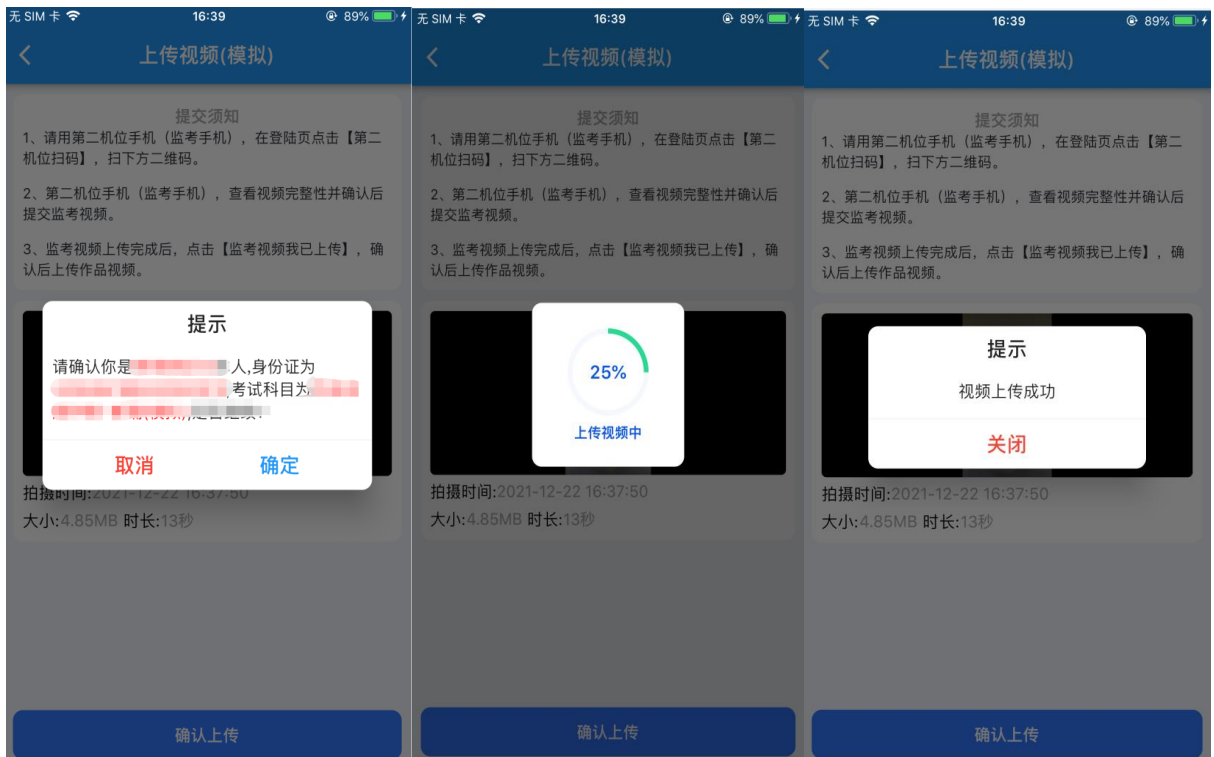 无 SIM 卡
16:39
89%
上传视频(模拟)
提交须知
1、请用第二机位手机（监考手机），在登陆页点击【第二
机位扫码】，扫下方二维码。
2、第二机位手机（监考手机），查看视频完整性并确认后
提交监考视频。
3、监考视频上传完成后，点击【监考视频我已上传】，确
认后上传作品视频。
提示
请确认你是 人,身份证为
,考试科目为
取消 确定
拍摄时间:2021-12-22 16:37:50
大小:4.85MB 时长:13秒
确认上传
无 SIM 卡
16:39
89%
上传视频(模拟)
提交须知
1、请用第二机位手机（监考手机），在登陆页点击【第二
机位扫码】，扫下方二维码。
2、第二机位手机（监考手机），查看视频完整性并确认后
提交监考视频。
3、监考视频上传完成后，点击【监考视频我已上传】，确
认后上传作品视频。
25%
上传视频中
拍摄时间:2021-12-22 16:37:50
大小:4.85MB 时长:13秒
确认上传
无 SIM 卡
16:39
89%
上传视频(模拟)
提交须知
1、请用第二机位手机（监考手机），在登陆页点击【第二
机位扫码】，扫下方二维码。
2、第二机位手机（监考手机），查看视频完整性并确认后
提交监考视频。
3、监考视频上传完成后，点击【监考视频我已上传】，确
认后上传作品视频。
提示
视频上传成功
关闭
拍摄时间:2021-12-22 16:37:50
大小:4.85MB 时长:13秒
确认上传